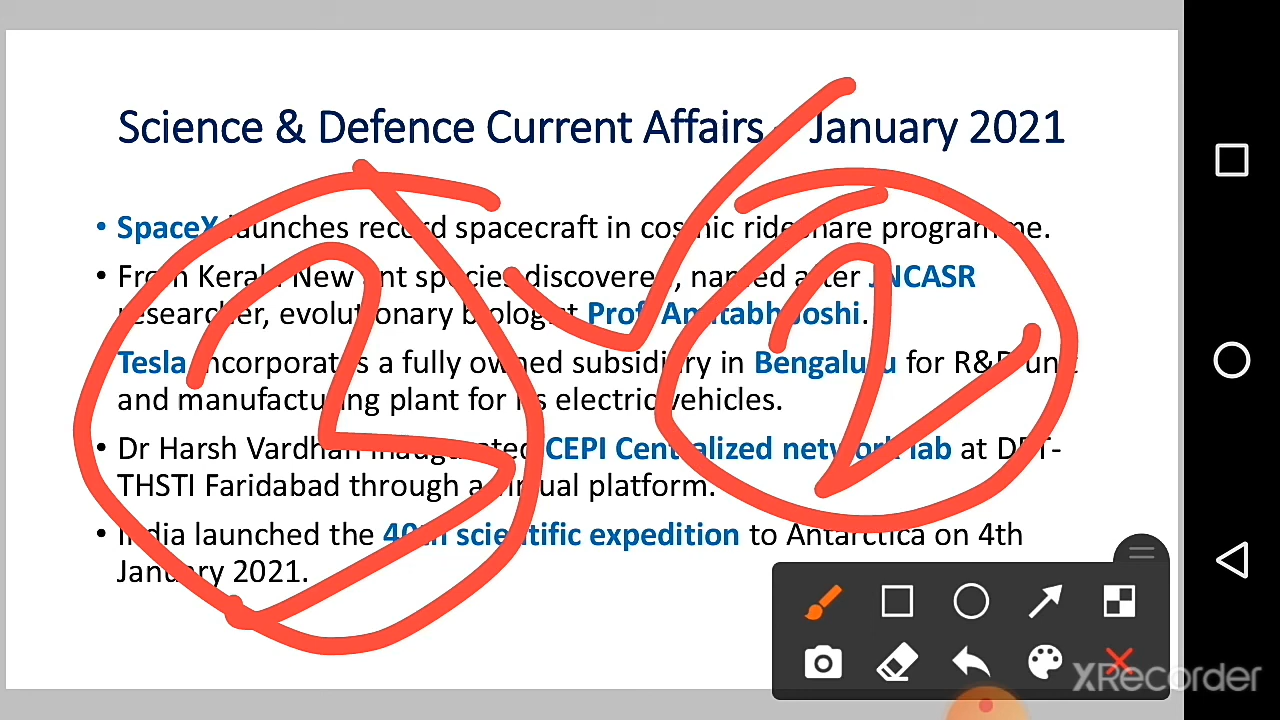 Science & Defence Current Affairs - January 2021
• SpaceX launches record spacecraft in cosmic rideshare programme.
• From Kerala New ant species discovered, named after JNCASR
researcher, evolutionary biologist Prof. Amitabh Joshi.
Tesla incorporates a fully owned subsidiary in Bengaluru for R&D unit
and manufacturing plant for its electric vehicles.
• Dr Harsh Vardhan inaugurated CEPI Centralized network lab at DBT-
THSTI Faridabad through a virtual platform.
• India launched the 40th scientific expedition to Antarctica on 4th
January 2021.
3
2
XRecorder